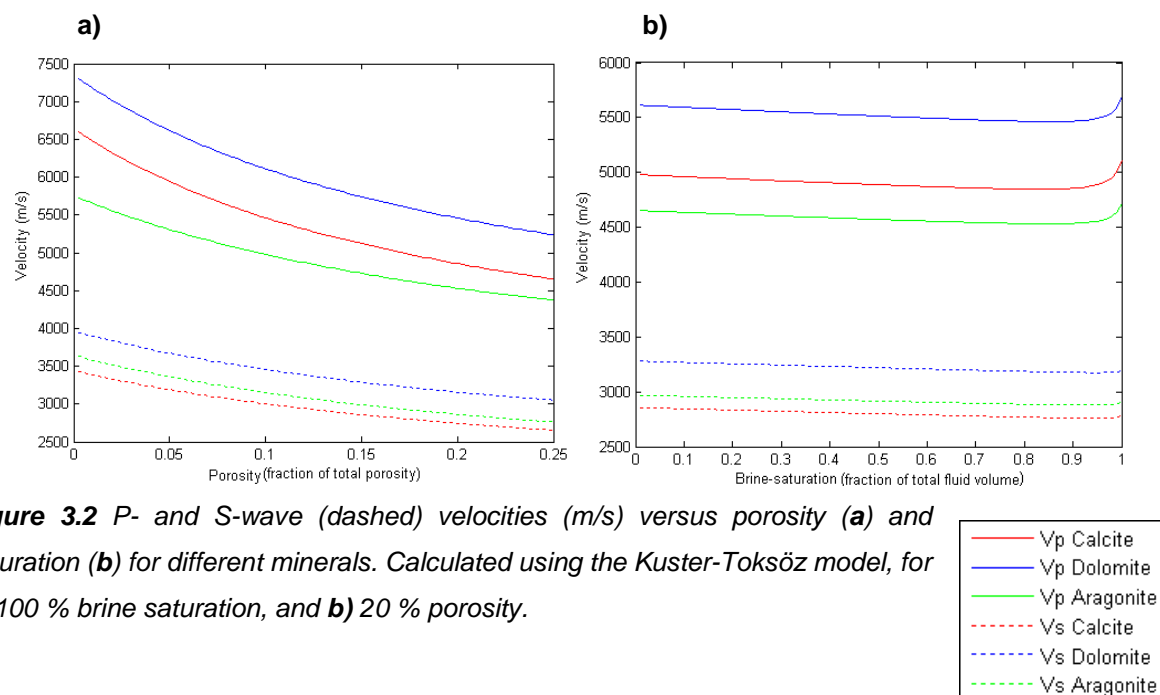 a)
b)
7500
7000
6500
6000
5500
5000
4500
4000
3500
3000
2500
Velocity (m/s)
0 0.05 0.1 0.15 0.2 0.25
Porosity (fraction of total porosity)
6000
5500
5000
4500
4000
3500
3000
2500
Velocity (m/s)
0 0.1 0.2 0.3 0.4 0.5 0.6 0.7 0.8 0.9 1
Brine-saturation (fraction of total fluid volume)
gure 3.2 P- and S-wave (dashed) velocities (m/s) versus porosity (a) and
uration (b) for different minerals. Calculated using the Kuster-Toksöz model, for
100 % brine saturation, and b) 20 % porosity.
Vp Calcite
Vp Dolomite
Vp Aragonite
Vs Calcite
Vs Dolomite
Vs Aragonite